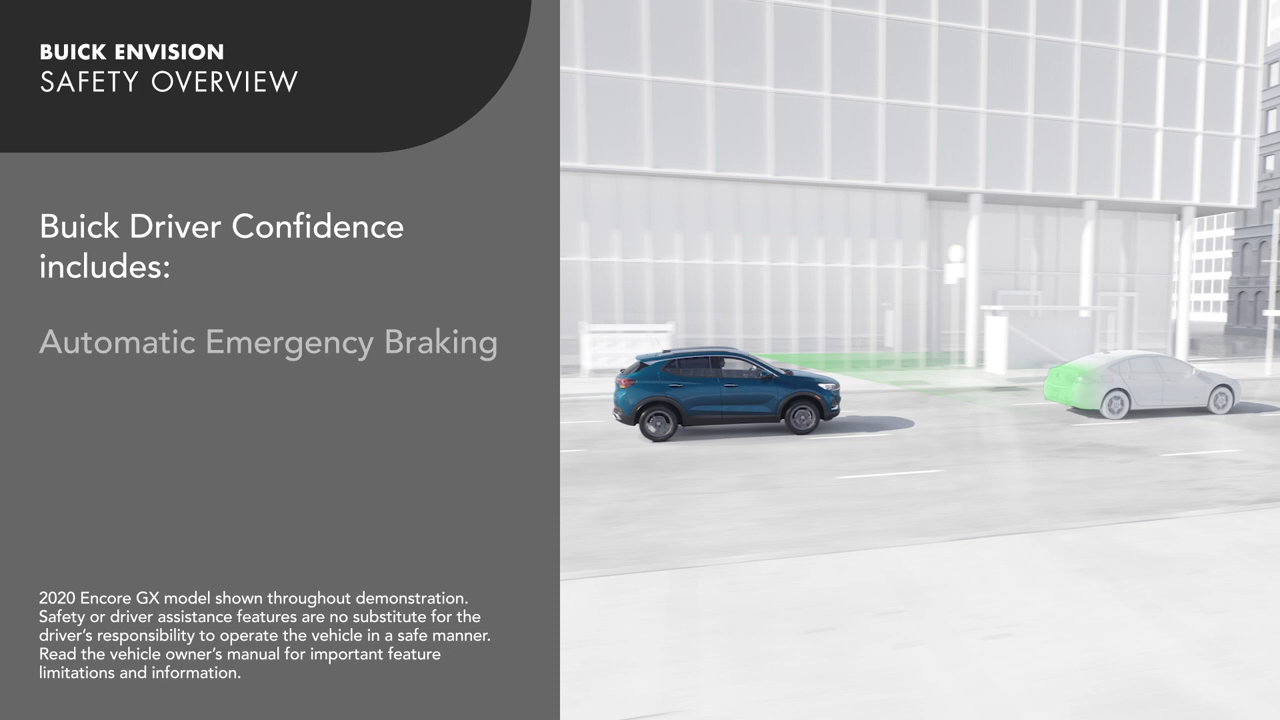 BUICK ENVISION
SAFETY OVERVIEW
Buick Driver Confidence
includes:
Automatic Emergency Braking
2020 Encore GX model shown throughout demonstration.
Safety or driver assistance features are no substitute for the
driver’s responsibility to operate the vehicle in a safe manner.
Read the vehicle owner’s manual for important feature
limitations and information.